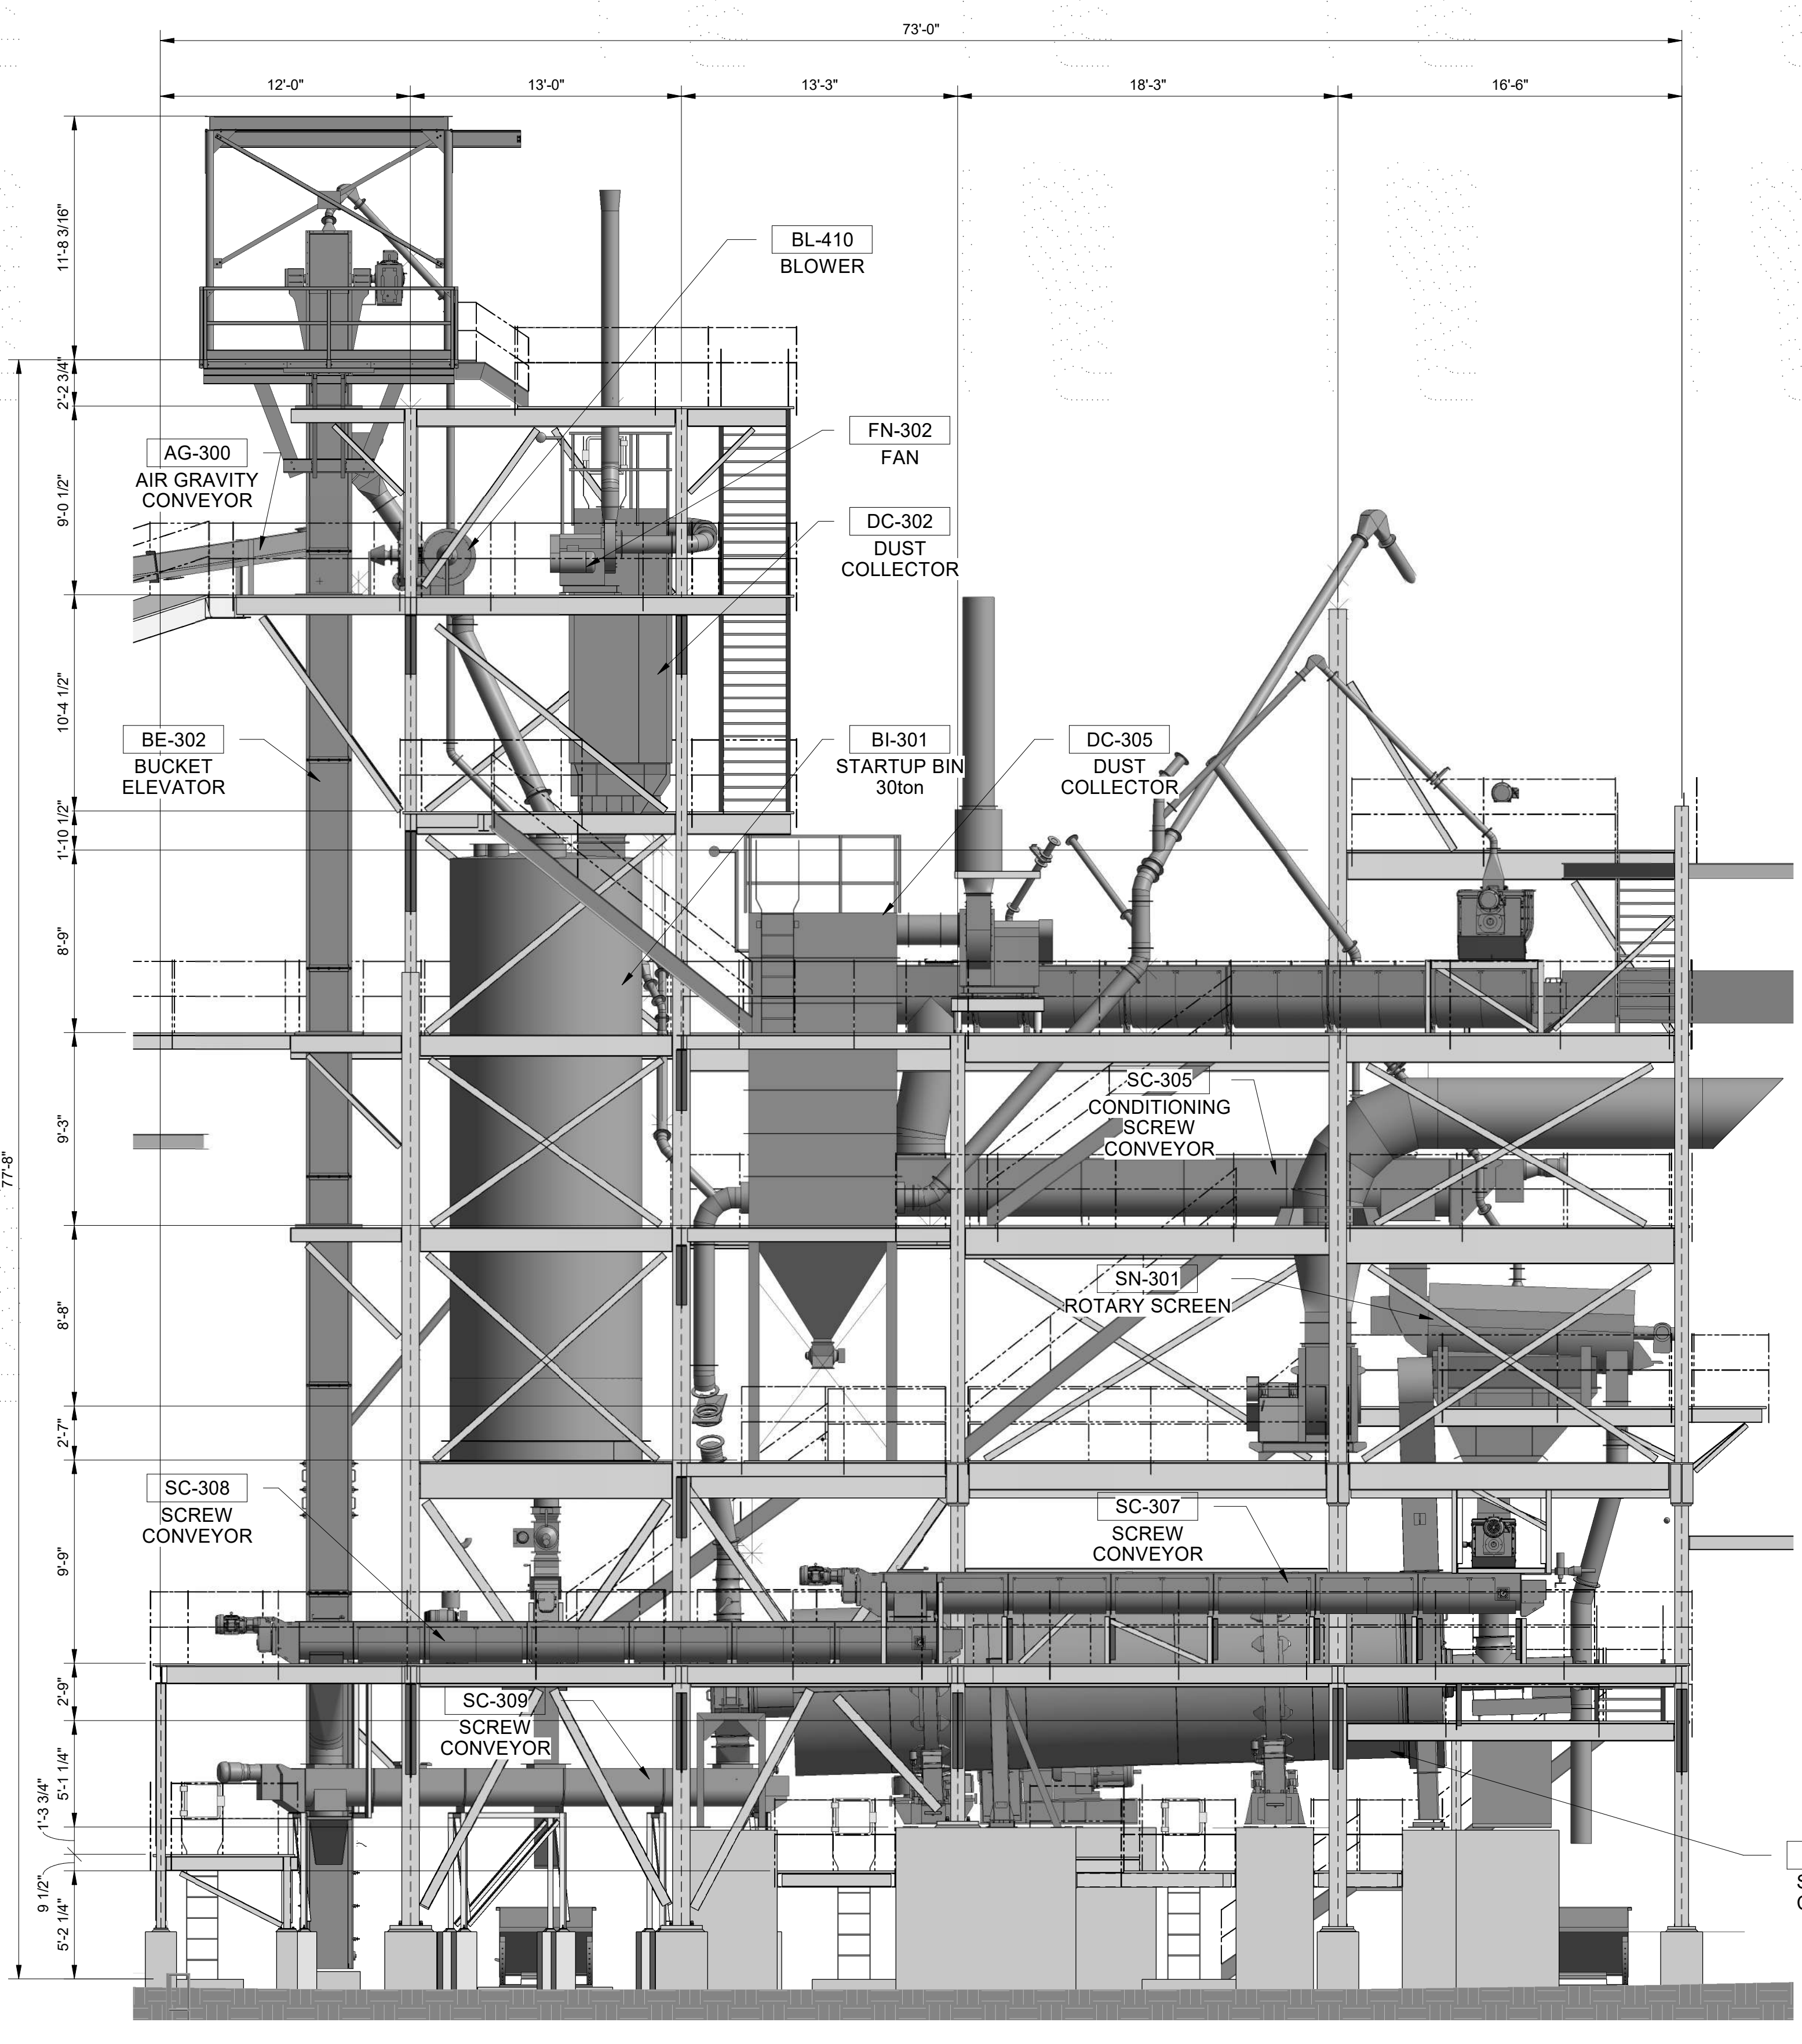 73'-0"
12'-0"
13'-0"
13'-3"
18'-3"
16'-6"
11'-8 3/16"
2'-2 3/4"
9'-0 1/2"
10'-4 1/2"
1'-10 1/2"
8'-9"
9'-3"
8'-8"
2'-7"
9'-9"
2'-9"
5'-1 1/4"
1'-3 3/4"
9 1/2"
5'-2 1/4"
77'-8"
BL-410
BLOWER
FN-302
FAN
AG-300
AIR GRAVITY
CONVEYOR
DC-302
DUST
COLLECTOR
BE-302
BUCKET
ELEVATOR
BI-301
STARTUP BIN
30ton
DC-305
DUST
COLLECTOR
SC-305
CONDITIONING
SCREW
CONVEYOR
SN-301
ROTARY SCREEN
SC-308
SCREW
CONVEYOR
SC-307
SCREW
CONVEYOR
SC-309
SCREW
CONVEYOR